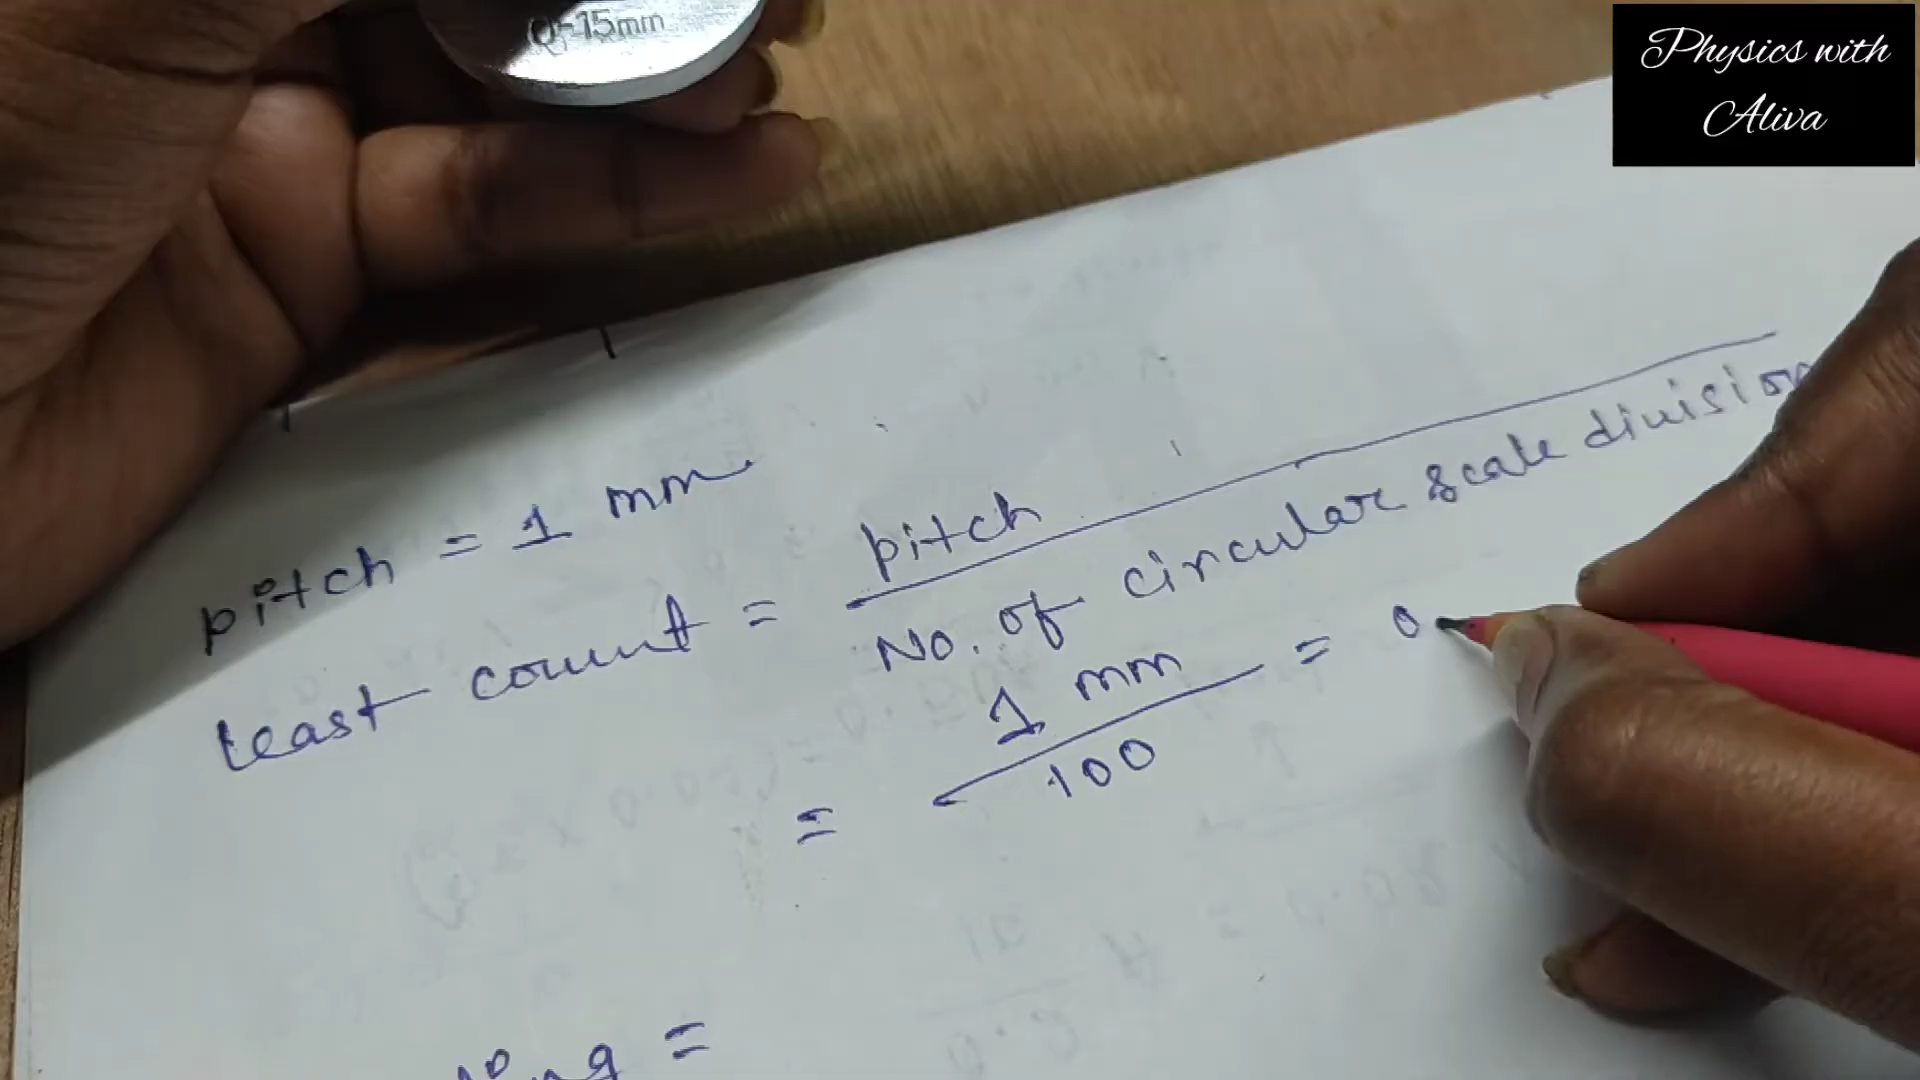 0-15mm
Physics with
Aliva
pitch = 1 mm
least count = pitch
No. of circular scale division
= 1 mm = 0.
100
=